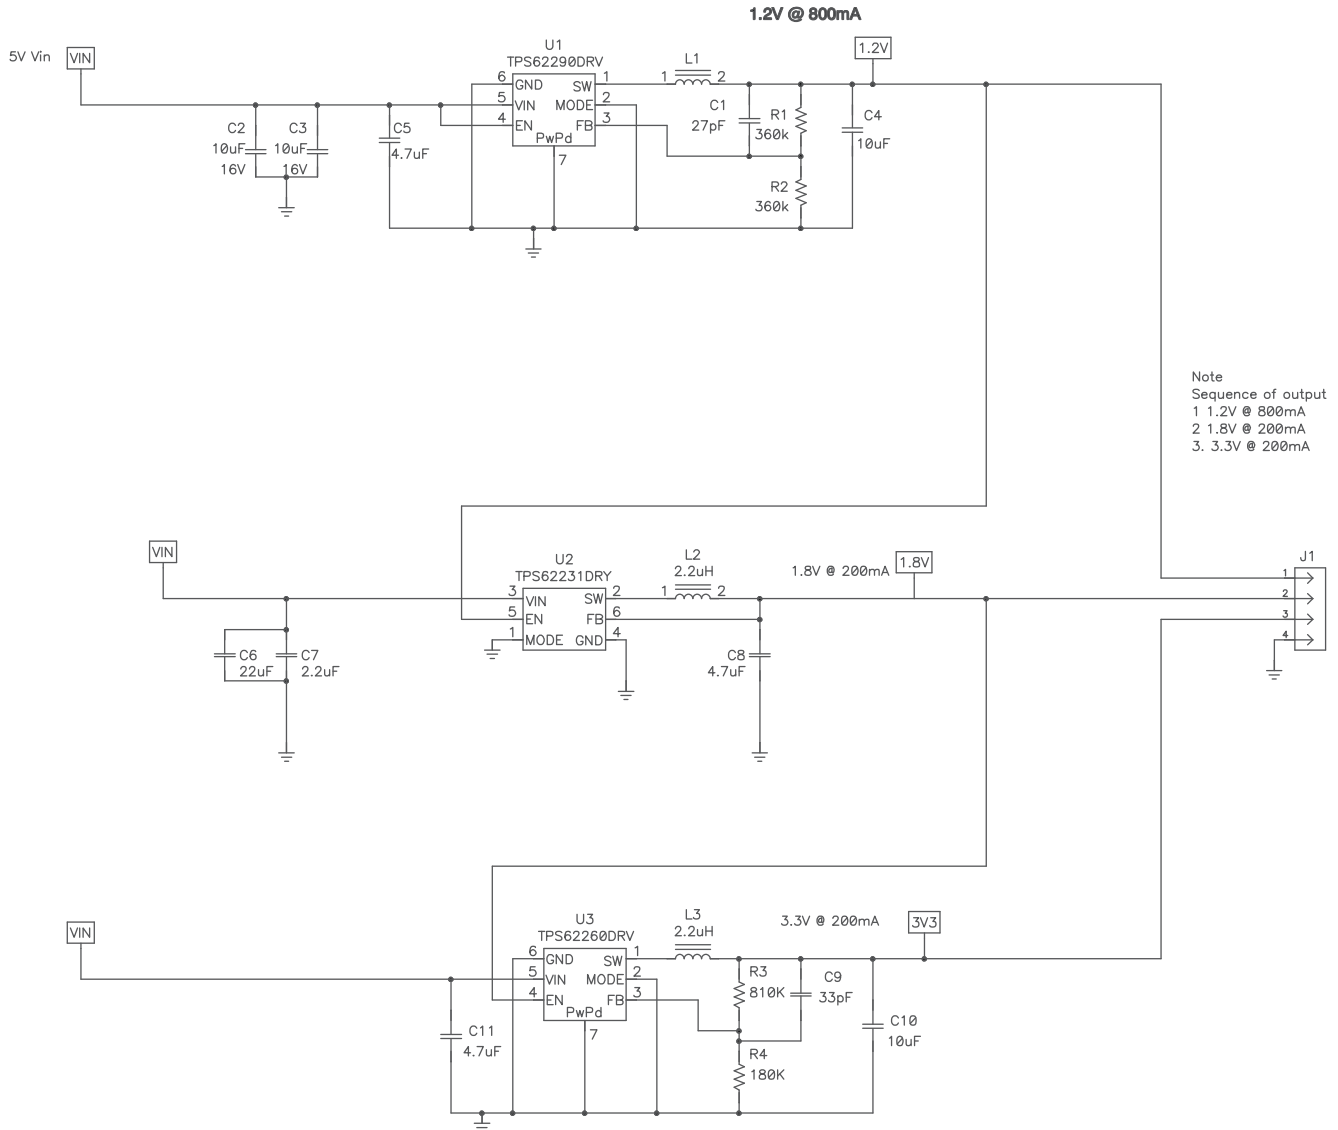 1.2V @ 800mA
5V Vin
VIN
U1
TPS62290DRV
6 GND
SW 1
5 VIN
MODE 2
4 EN
FB 3
PwPd
7
L1
1 2
1.2V
C2
10uF
16V
C3
10uF
16V
C5
4.7uF
C1
27pF
R1
360k
C4
10uF
R2
360k
Note
Sequence of output
1 1.2V @ 800mA
2 1.8V @ 200mA
3. 3.3V @ 200mA
VIN
U2
TPS62231DRY
3 VIN
SW 2
5 EN
FB 6
1 MODE
GND 4
L2
2.2uH
1 2
1.8V @ 200mA
1.8V
J1
1
2
3
4
C6
22uF
C7
2.2uF
C8
4.7uF
VIN
U3
TPS62260DRV
6 GND
SW 1
5 VIN
MODE 2
4 EN
FB 3
PwPd
7
L3
2.2uH
3.3V @ 200mA
3V3
R3
810K
C9
33pF
C11
4.7uF
C10
10uF
R4
180K